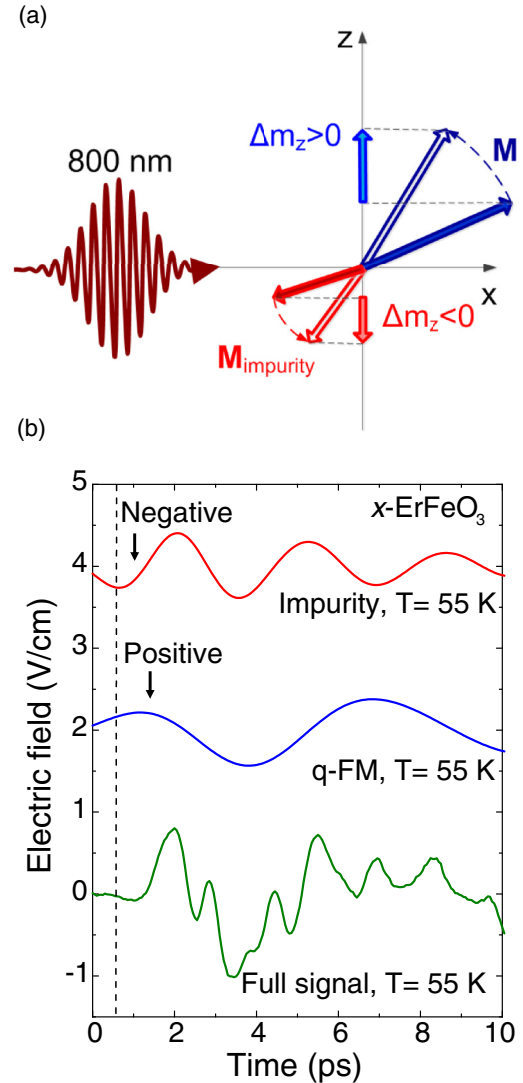 (a)
z
800 nm
Δm_z>0
M
x
Δm_z<0
M_impurity
(b)
5
x-ErFeO₃
Negative
4
Impurity, T= 55 K
3
Positive
2
q-FM, T= 55 K
1
0
-1
Full signal, T= 55 K
Electric field (V/cm)
0 2 4 6 8 10
Time (ps)